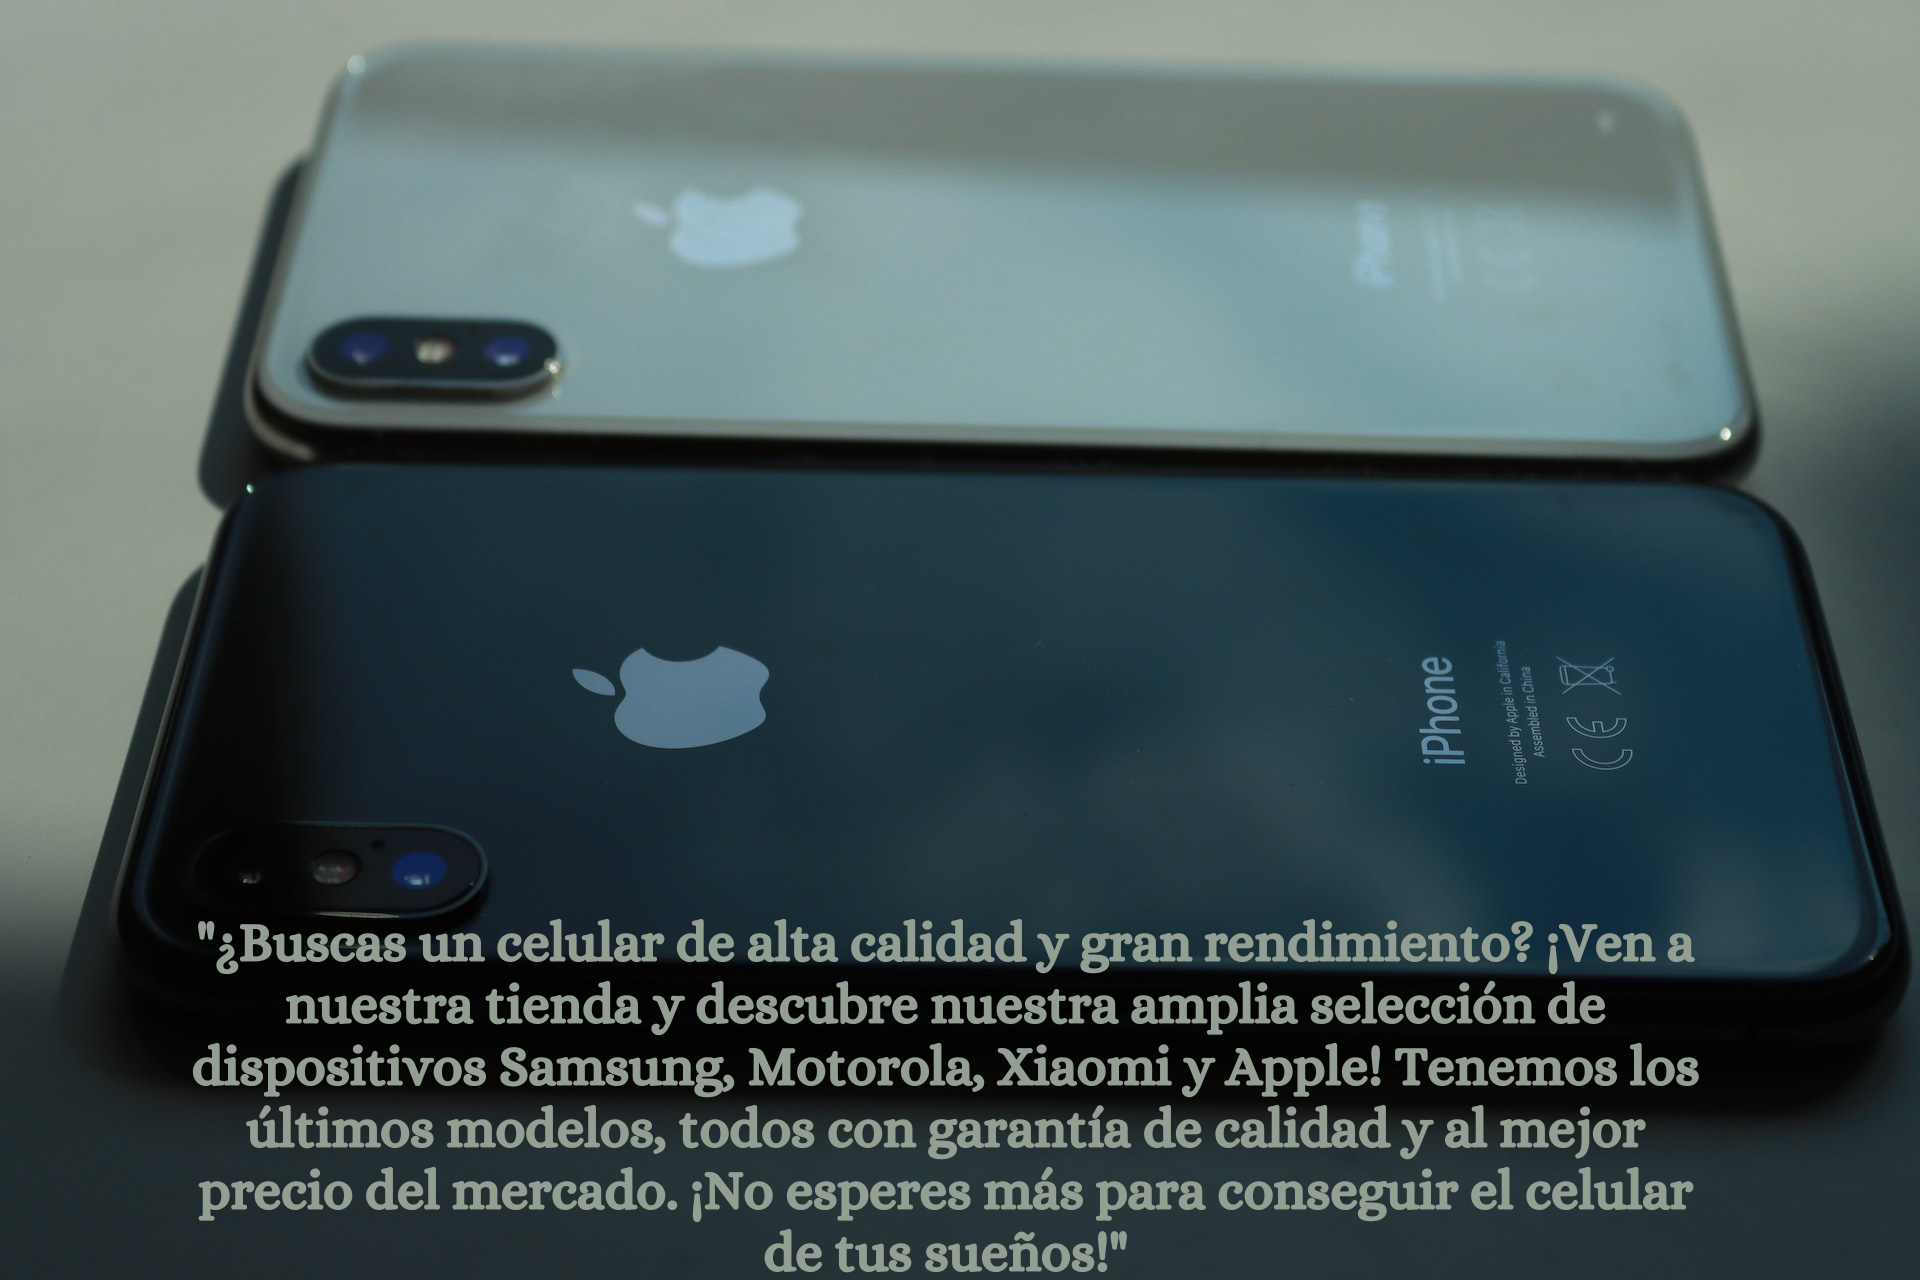 iPhone
Designed by Apple in California
Assembled in China
"¿Buscas un celular de alta calidad y gran rendimiento? ¡Ven a
nuestra tienda y descubre nuestra amplia selección de
dispositivos Samsung, Motorola, Xiaomi y Apple! Tenemos los
últimos modelos, todos con garantía de calidad y al mejor
precio del mercado. ¡No esperes más para conseguir el celular
de tus sueños!"